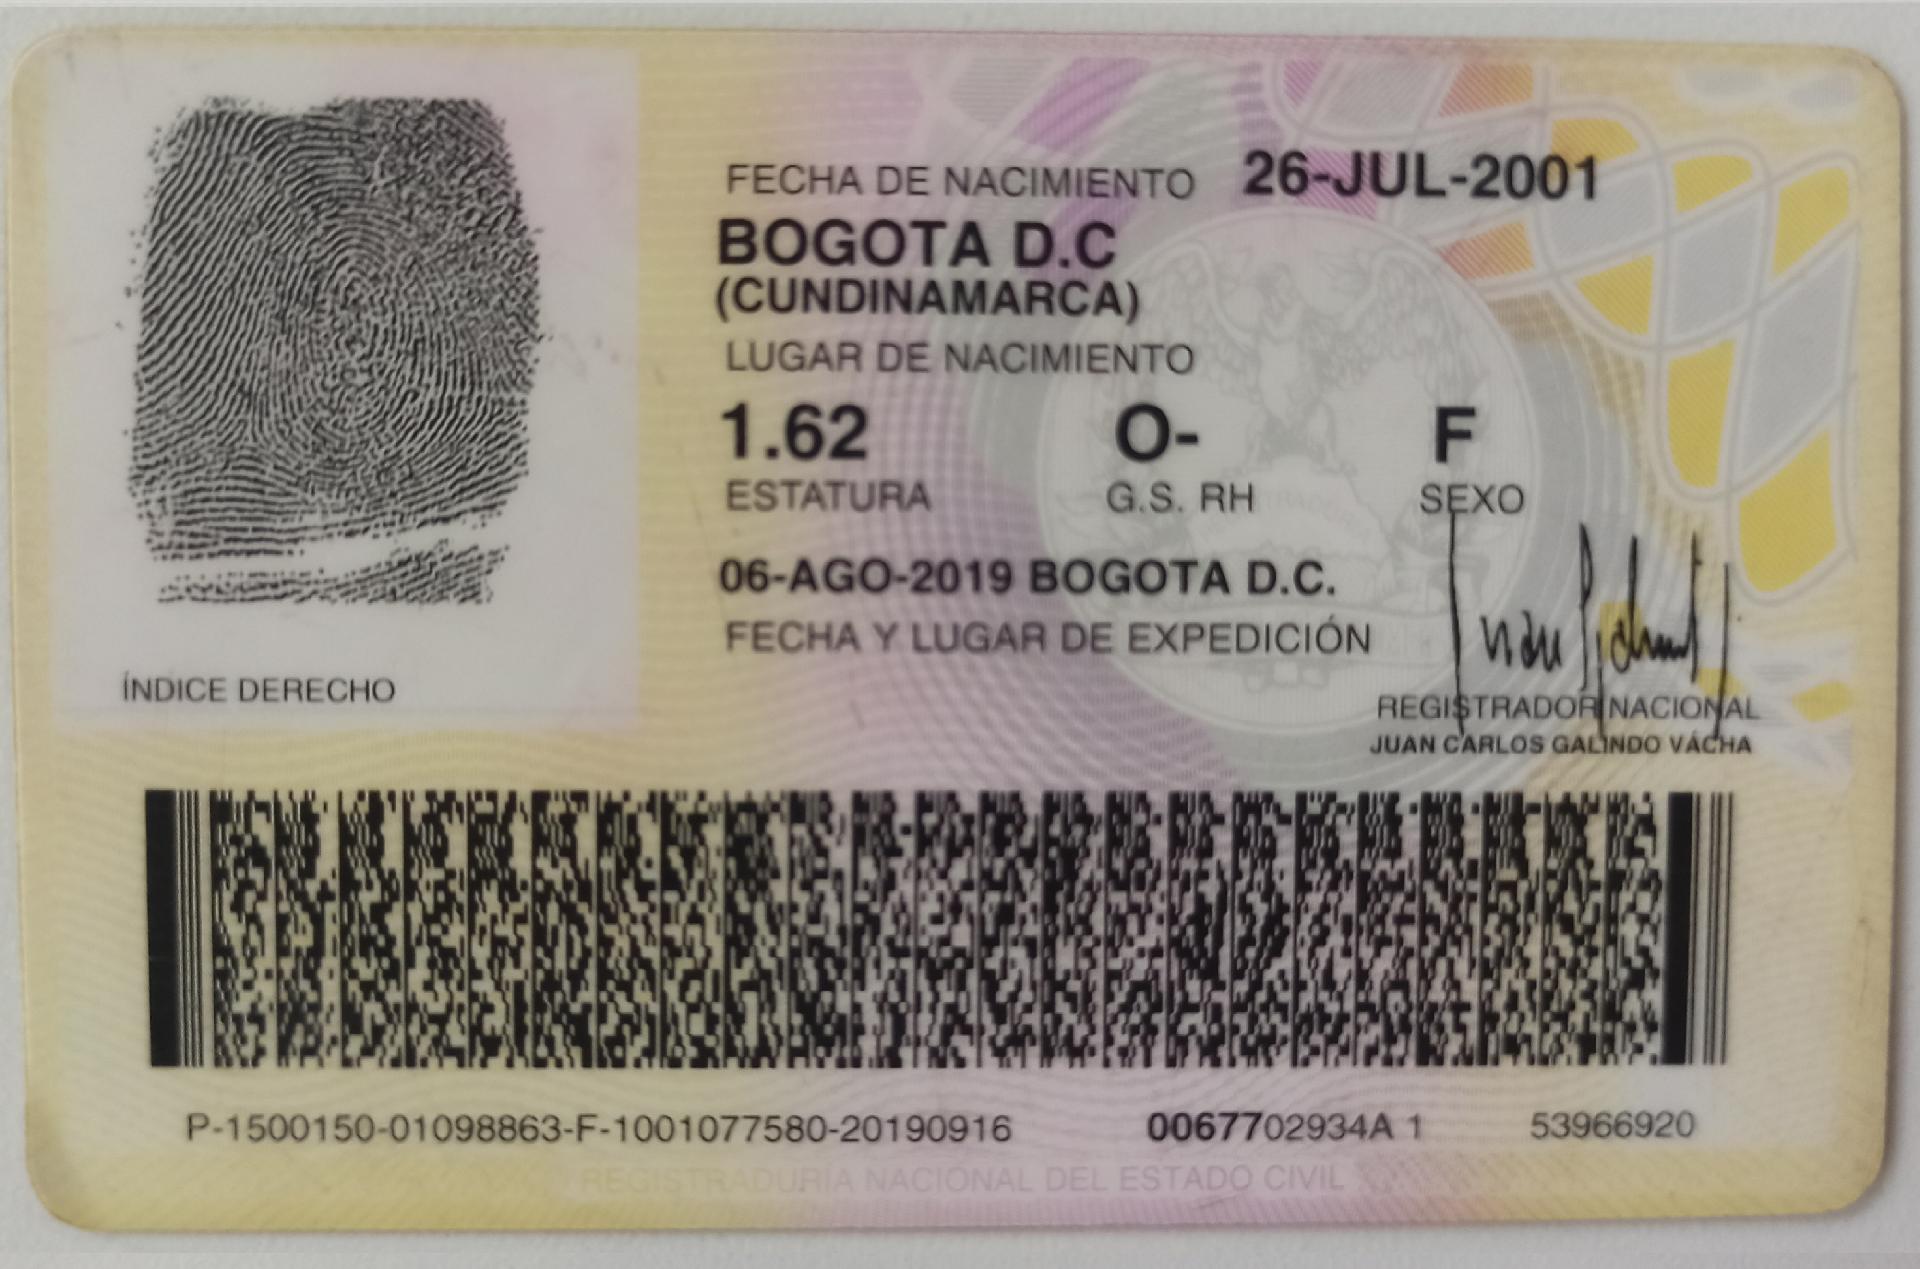 FECHA DE NACIMIENTO 26-JUL-2001
BOGOTA D.C
(CUNDINAMARCA)
LUGAR DE NACIMIENTO
1.62 O- F
ESTATURA G.S. RH SEXO
06-AGO-2019 BOGOTA D.C.
FECHA Y LUGAR DE EXPEDICIÓN
ÍNDICE DERECHO
REGISTRADOR NACIONAL
JUAN CARLOS GALINDO VÁCHA
P-1500150-01098863-F-1001077580-20190916 0067702934A 1 53966920
REGISTRADURÍA NACIONAL DEL ESTADO CIVIL